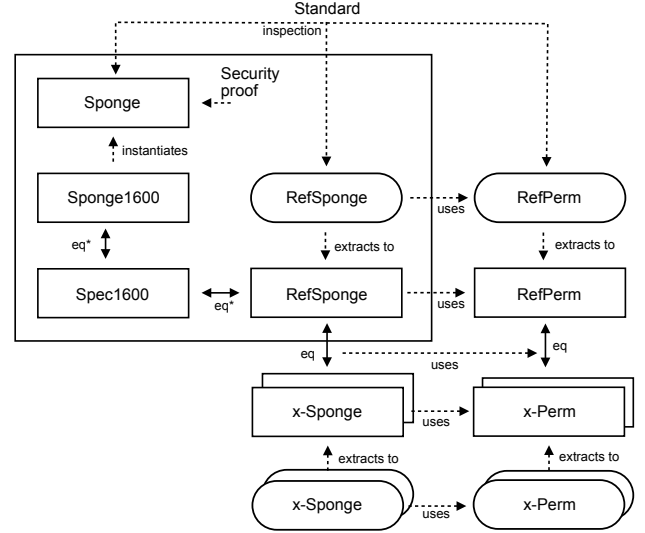 Standard
inspection
Security
proof
Sponge
instantiates
Sponge1600
RefSponge
uses
RefPerm
eq*
extracts to
extracts to
Spec1600
eq*
RefSponge
uses
RefPerm
eq
uses
eq
x-Sponge
uses
x-Perm
extracts to
extracts to
x-Sponge
uses
x-Perm